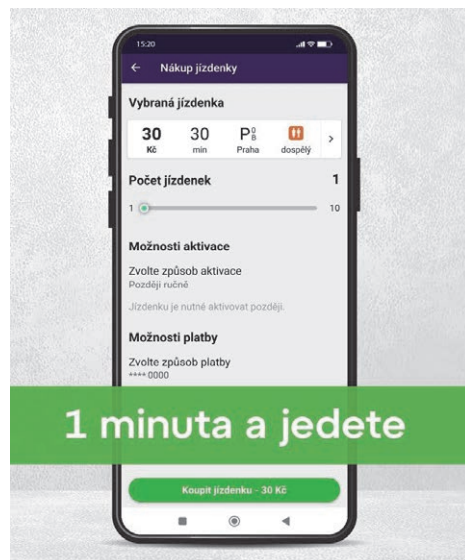 15:20
Nákup jízdenky
Vybraná jízdenka
30 30 P 0 B
Kč min Praha dospělý
Počet jízdenek 1
1 10
Možnosti aktivace
Zvolte způsob aktivace
Později ručně
Jízdenku je nutné aktivovat později.
Možnosti platby
Zvolte způsob platby
**** 0000
1 minuta a jedete
Koupit jízdenku - 30 Kč